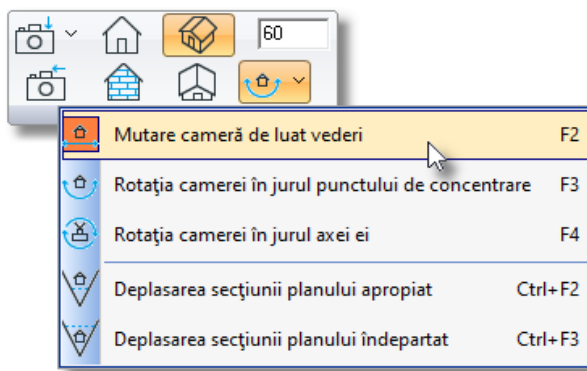 60
Mutare cameră de luat vederi F2
Rotaţia camerei în jurul punctului de concentrare F3
Rotaţia camerei în jurul axei ei F4
Deplasarea secţiunii planului apropiat Ctrl+F2
Deplasarea secţiunii planului îndepartat Ctrl+F3